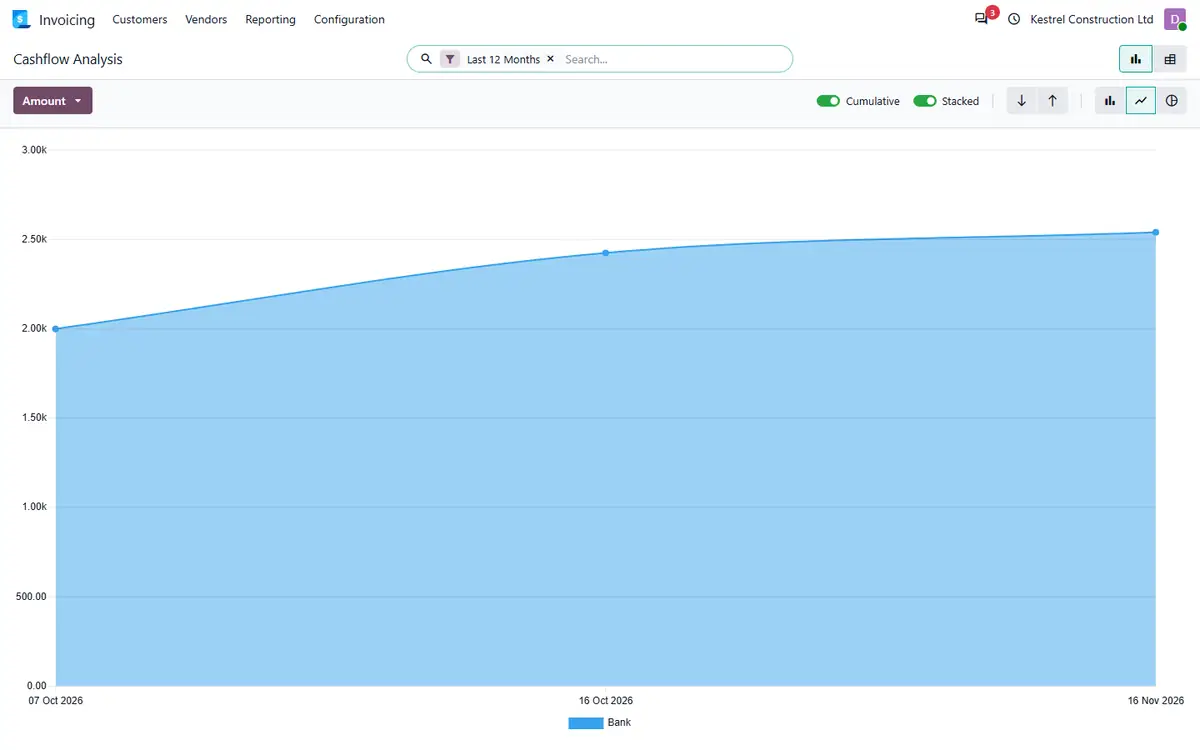 S Invoicing Customers Vendors Reporting Configuration 3 Kestrel Construction Ltd D
Cashflow Analysis Last 12 Months × Search...
Amount Cumulative Stacked
3.00k
2.50k
2.00k
1.50k
1.00k
500.00
0.00
07 Oct 2026 16 Oct 2026 16 Nov 2026
Bank